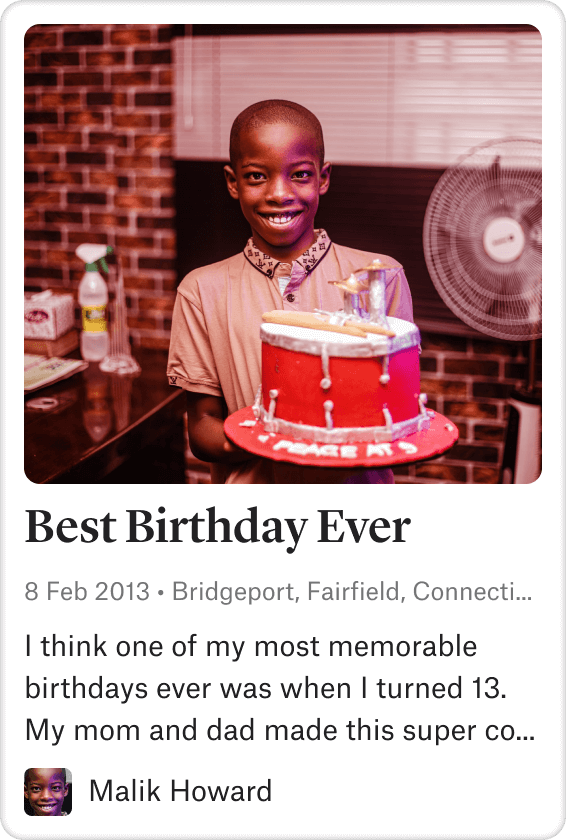 PEACE AT 9
Best Birthday Ever
8 Feb 2013 • Bridgeport, Fairfield, Connecti...
I think one of my most memorable
birthdays ever was when I turned 13.
My mom and dad made this super co...
Malik Howard